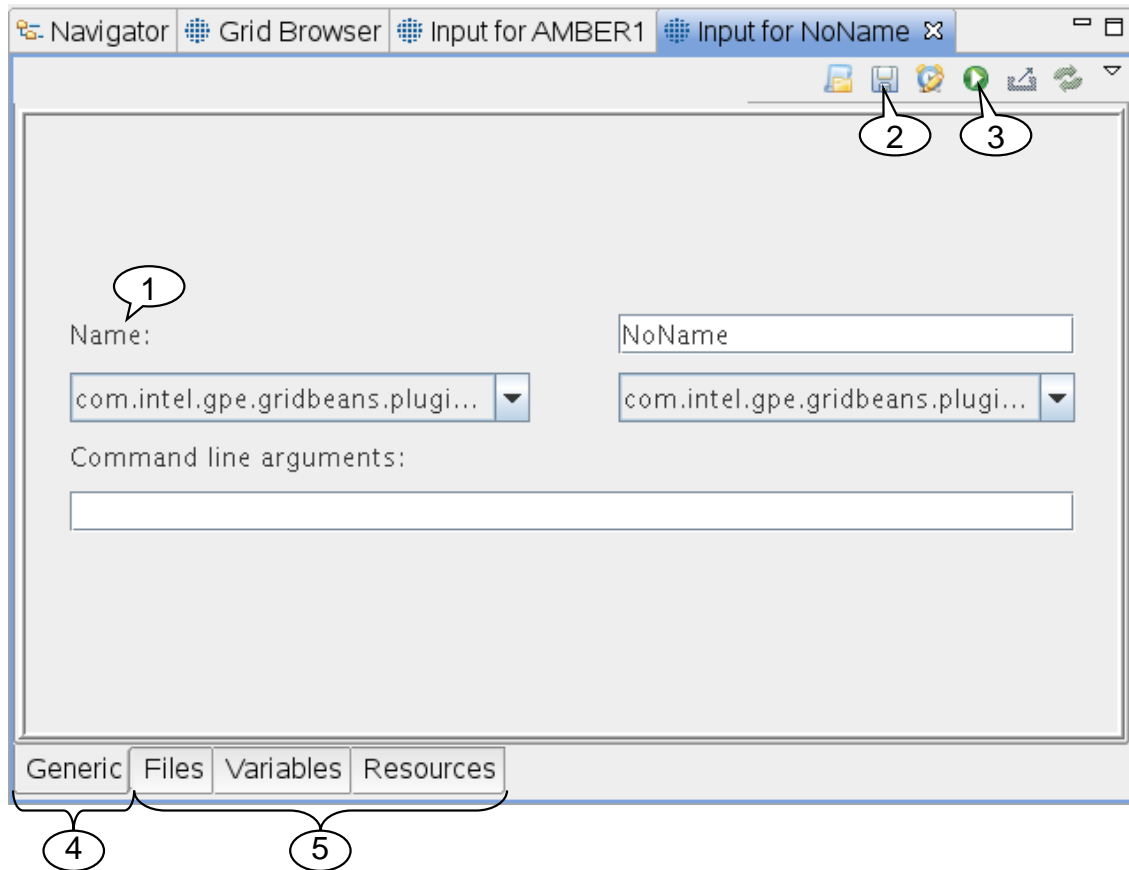 Navigator Grid Browser Input for AMBER1 Input for NoName
2 3
1
Name: NoName
com.intel.gpe.gridbeans.plugi... com.intel.gpe.gridbeans.plugi...
Command line arguments:
Generic Files Variables Resources
4 5